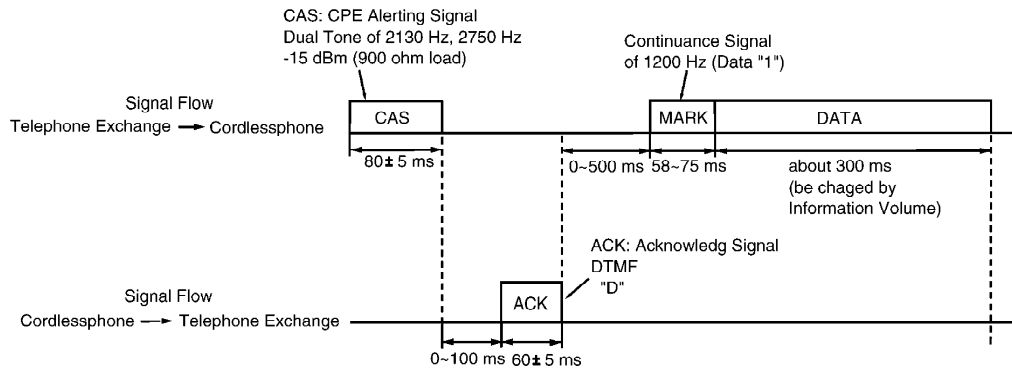 CAS: CPE Alerting Signal
Dual Tone of 2130 Hz, 2750 Hz
-15 dBm (900 ohm load)
Continuance Signal
of 1200 Hz (Data "1")
Signal Flow
Telephone Exchange → Cordlessphone
CAS
MARK
DATA
80± 5 ms
0~500 ms
58~75 ms
about 300 ms
(be chaged by
Information Volume)
ACK: Acknowledg Signal
DTMF
"D"
Signal Flow
Cordlessphone → Telephone Exchange
ACK
0~100 ms
60± 5 ms